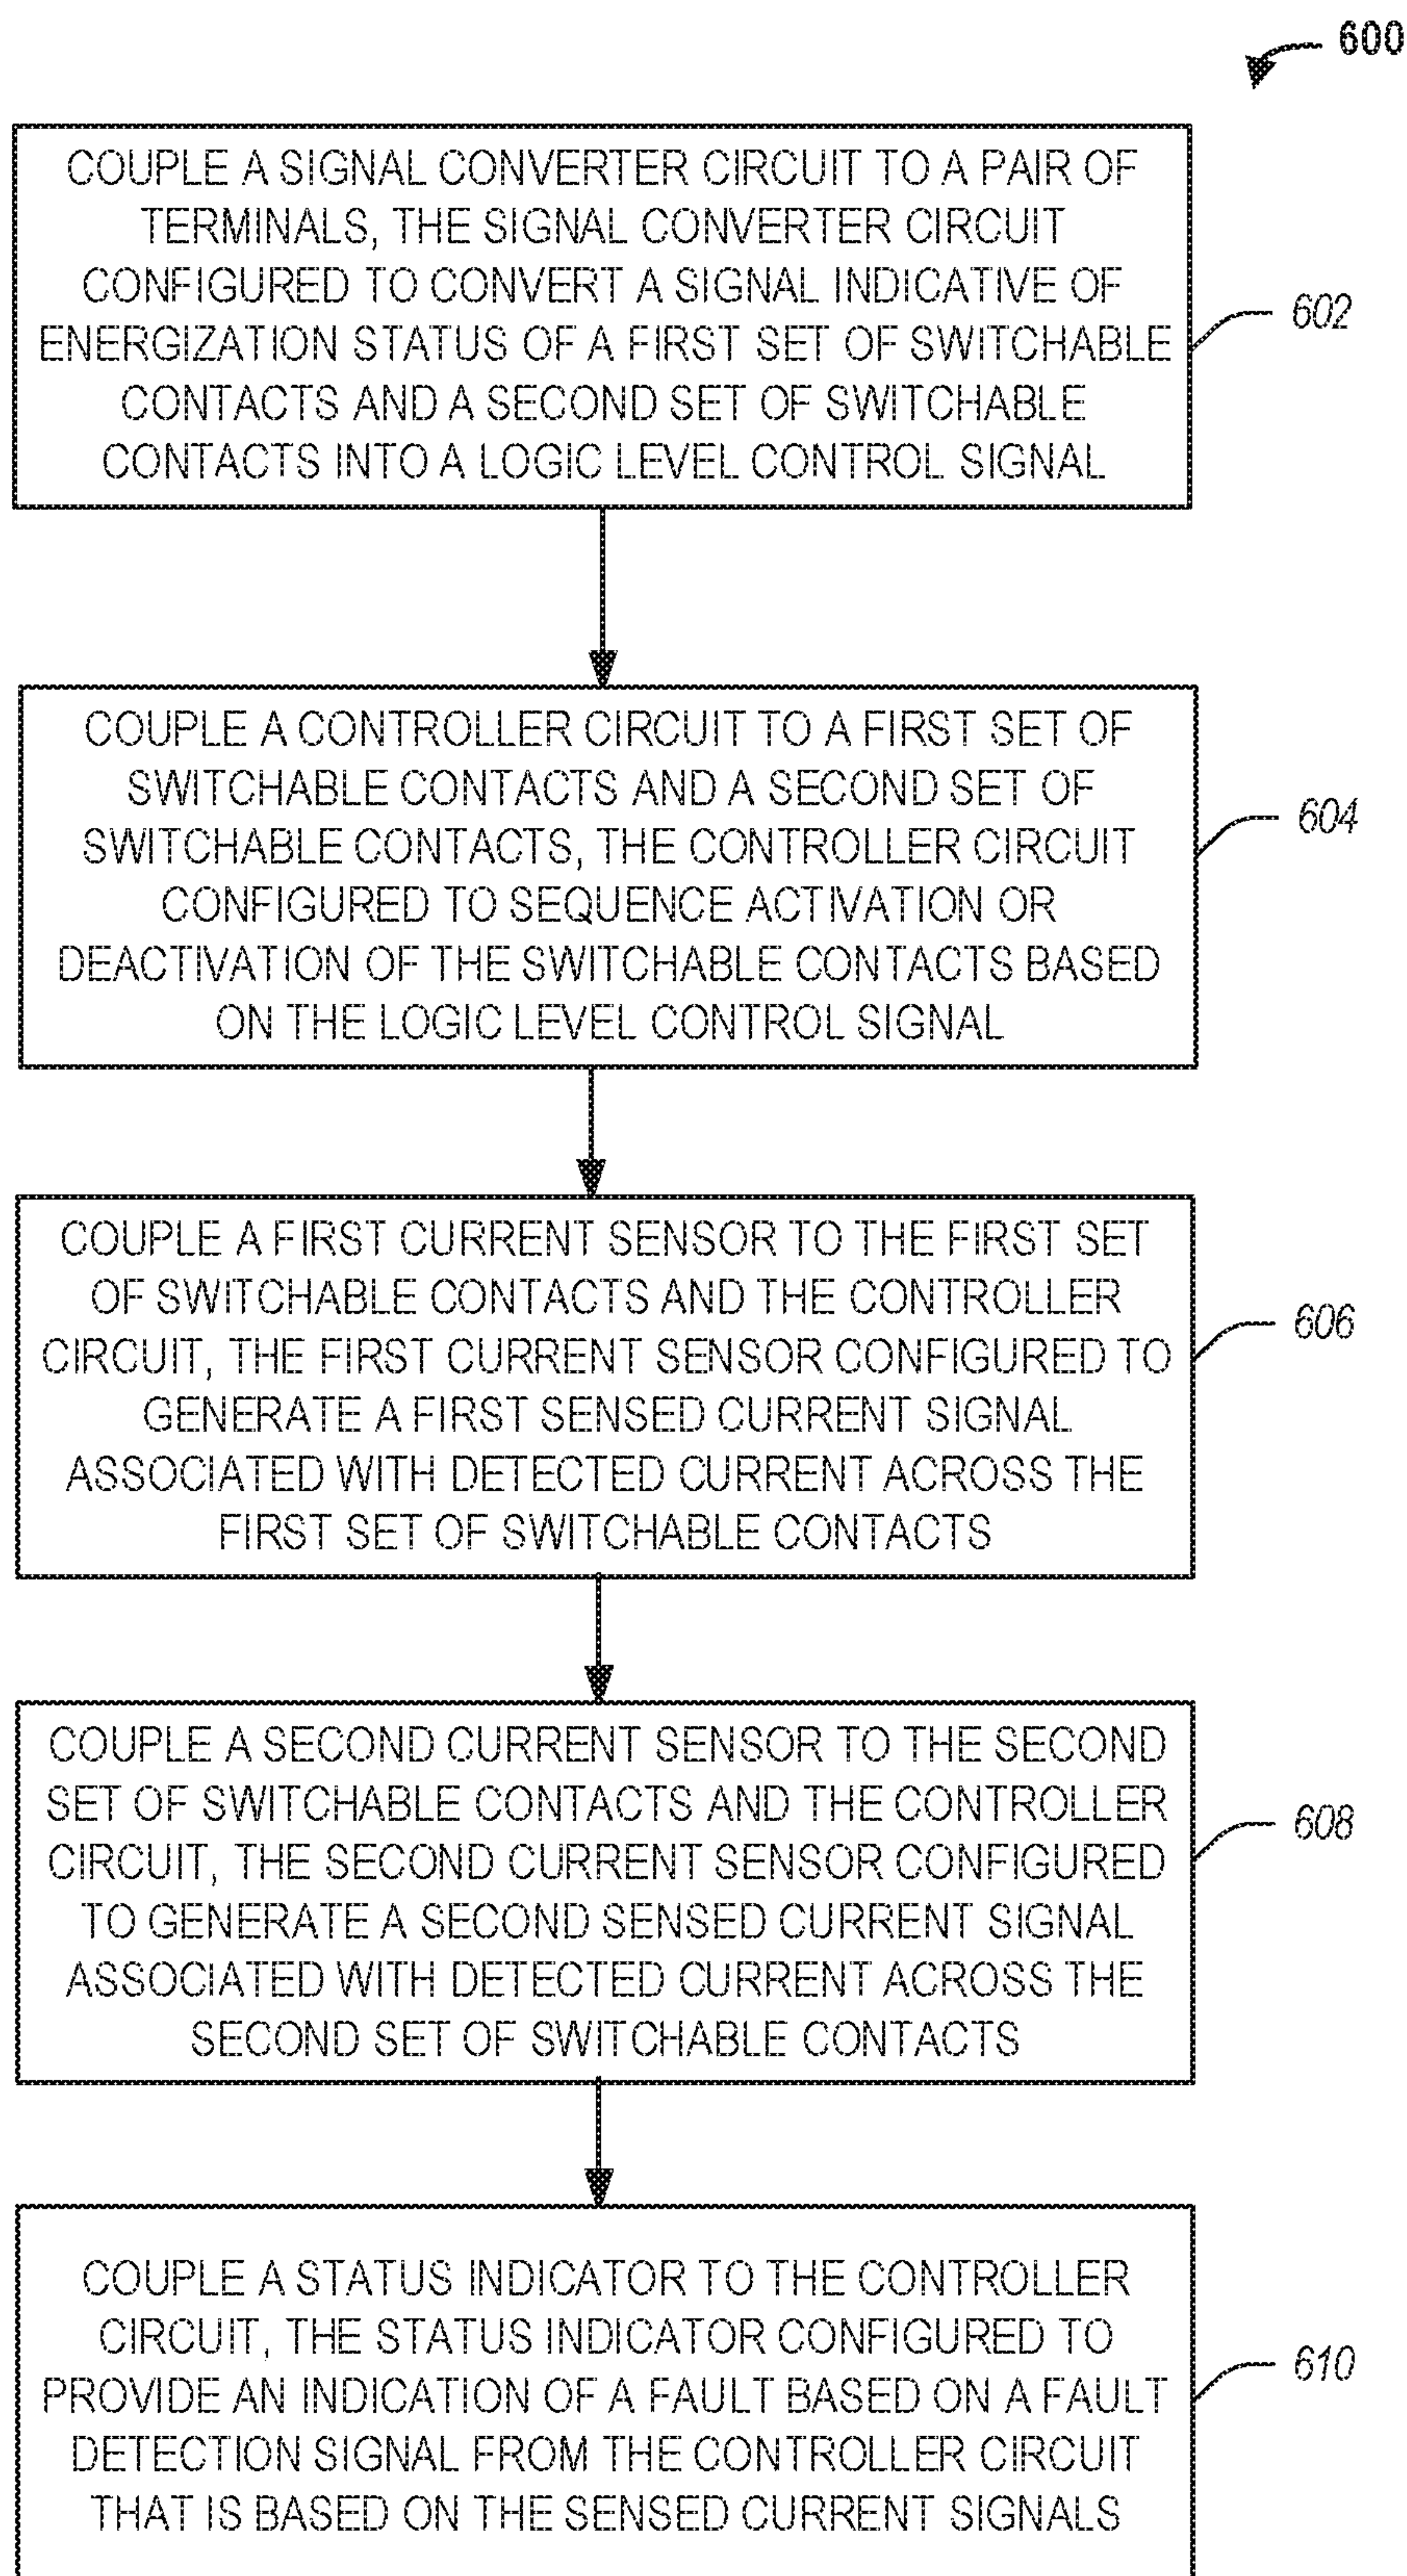 600
COUPLE A SIGNAL CONVERTER CIRCUIT TO A PAIR OF
TERMINALS, THE SIGNAL CONVERTER CIRCUIT
CONFIGURED TO CONVERT A SIGNAL INDICATIVE OF
ENERGIZATION STATUS OF A FIRST SET OF SWITCHABLE
CONTACTS AND A SECOND SET OF SWITCHABLE
CONTACTS INTO A LOGIC LEVEL CONTROL SIGNAL
602
COUPLE A CONTROLLER CIRCUIT TO A FIRST SET OF
SWITCHABLE CONTACTS AND A SECOND SET OF
SWITCHABLE CONTACTS, THE CONTROLLER CIRCUIT
CONFIGURED TO SEQUENCE ACTIVATION OR
DEACTIVATION OF THE SWITCHABLE CONTACTS BASED
ON THE LOGIC LEVEL CONTROL SIGNAL
604
COUPLE A FIRST CURRENT SENSOR TO THE FIRST SET
OF SWITCHABLE CONTACTS AND THE CONTROLLER
CIRCUIT, THE FIRST CURRENT SENSOR CONFIGURED TO
GENERATE A FIRST SENSED CURRENT SIGNAL
ASSOCIATED WITH DETECTED CURRENT ACROSS THE
FIRST SET OF SWITCHABLE CONTACTS
606
COUPLE A SECOND CURRENT SENSOR TO THE SECOND
SET OF SWITCHABLE CONTACTS AND THE CONTROLLER
CIRCUIT, THE SECOND CURRENT SENSOR CONFIGURED
TO GENERATE A SECOND SENSED CURRENT SIGNAL
ASSOCIATED WITH DETECTED CURRENT ACROSS THE
SECOND SET OF SWITCHABLE CONTACTS
608
COUPLE A STATUS INDICATOR TO THE CONTROLLER
CIRCUIT, THE STATUS INDICATOR CONFIGURED TO
PROVIDE AN INDICATION OF A FAULT BASED ON A FAULT
DETECTION SIGNAL FROM THE CONTROLLER CIRCUIT
THAT IS BASED ON THE SENSED CURRENT SIGNALS
610